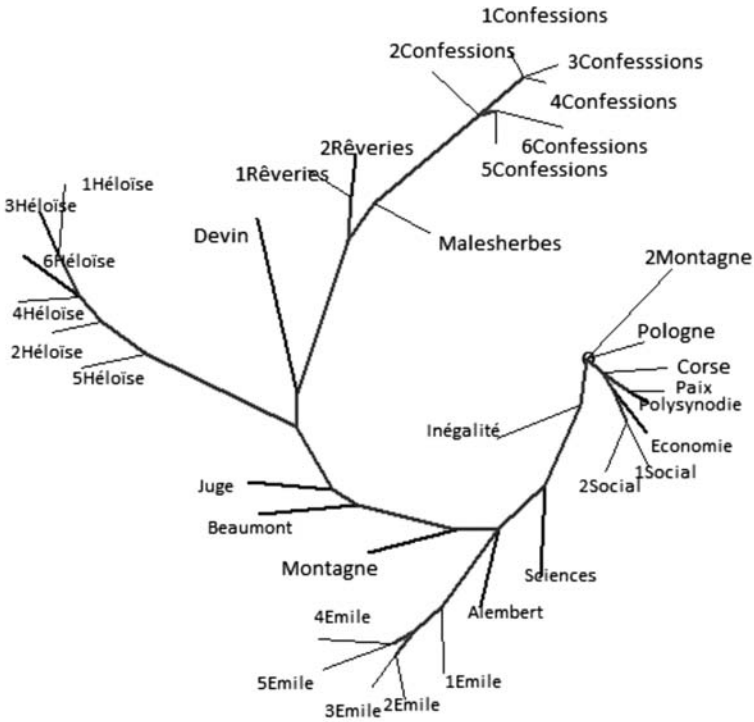 1Confessions
2Confessions
3Confesssions
4Confessions
6Confessions
5Confessions
2Rêveries
1Rêveries
1Héloïse
3Héloïse
Devin
Malesherbes
2Montagne
6Héloïse
4Héloïse
Pologne
2Héloïse
Corse
5Héloïse
Paix
Polysynodie
Inégalité
Economie
1Social
2Social
Juge
Beaumont
Montagne
Sciences
Alembert
4Emile
5Emile
1Emile
3Emile
2Emile